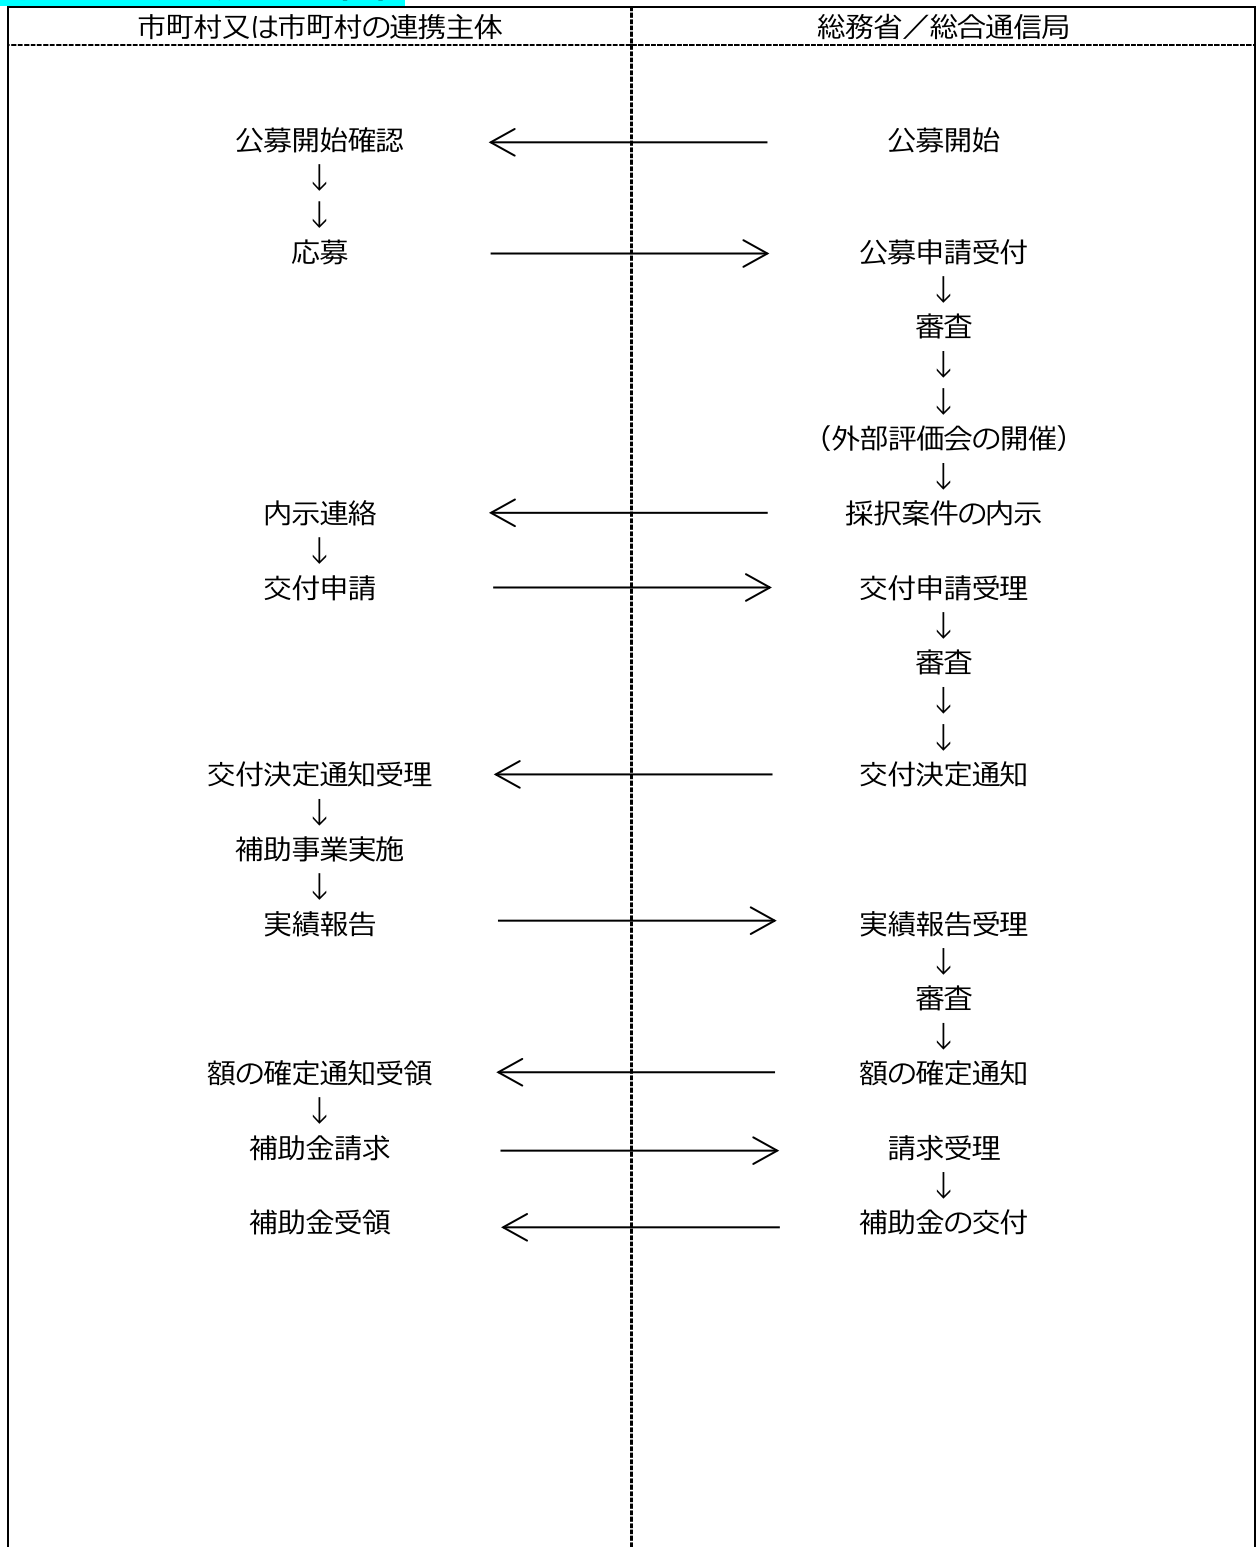 市町村又は市町村の連携主体 総務省／総合通信局
公募開始確認 ← 公募開始
↓
↓
応募 → 公募申請受付
↓
審査
↓
↓
（外部評価会の開催）
↓
内示連絡 ← 採択案件の内示
↓
交付申請 → 交付申請受理
↓
審査
↓
↓
交付決定通知受理 ← 交付決定通知
↓
補助事業実施
↓
実績報告 → 実績報告受理
↓
審査
↓
額の確定通知受領 ← 額の確定通知
↓
補助金請求 → 請求受理
↓
補助金受領 ← 補助金の交付